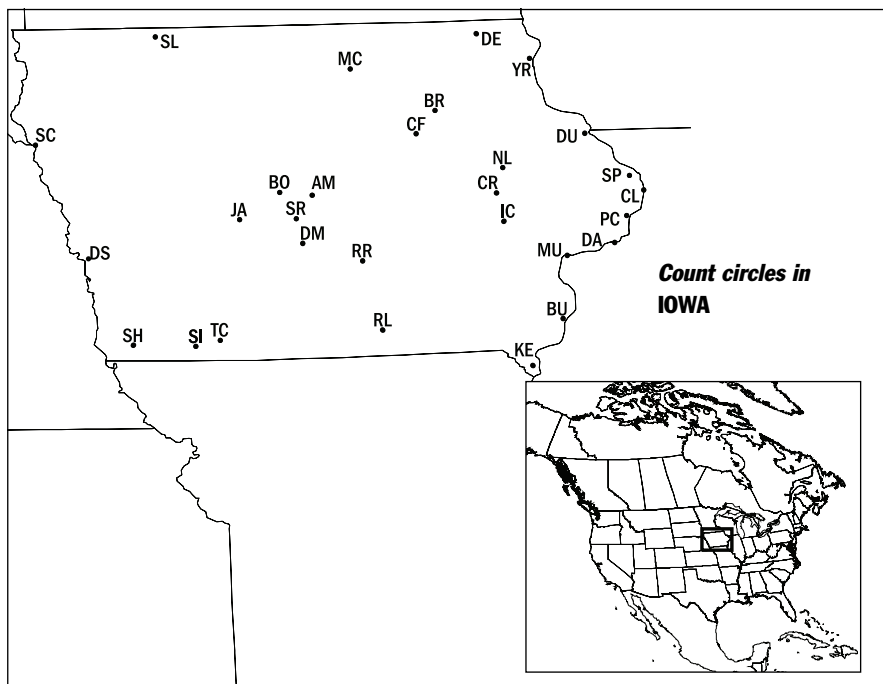 SL
DE
MC
YR
BR
CF
SC
DU
NL
SP
BO
AM
CR
CL
JA
SR
IC
PC
DM
DA
DS
RR
MU
Count circles in
IOWA
BU
SH
SI
TC
RL
KE